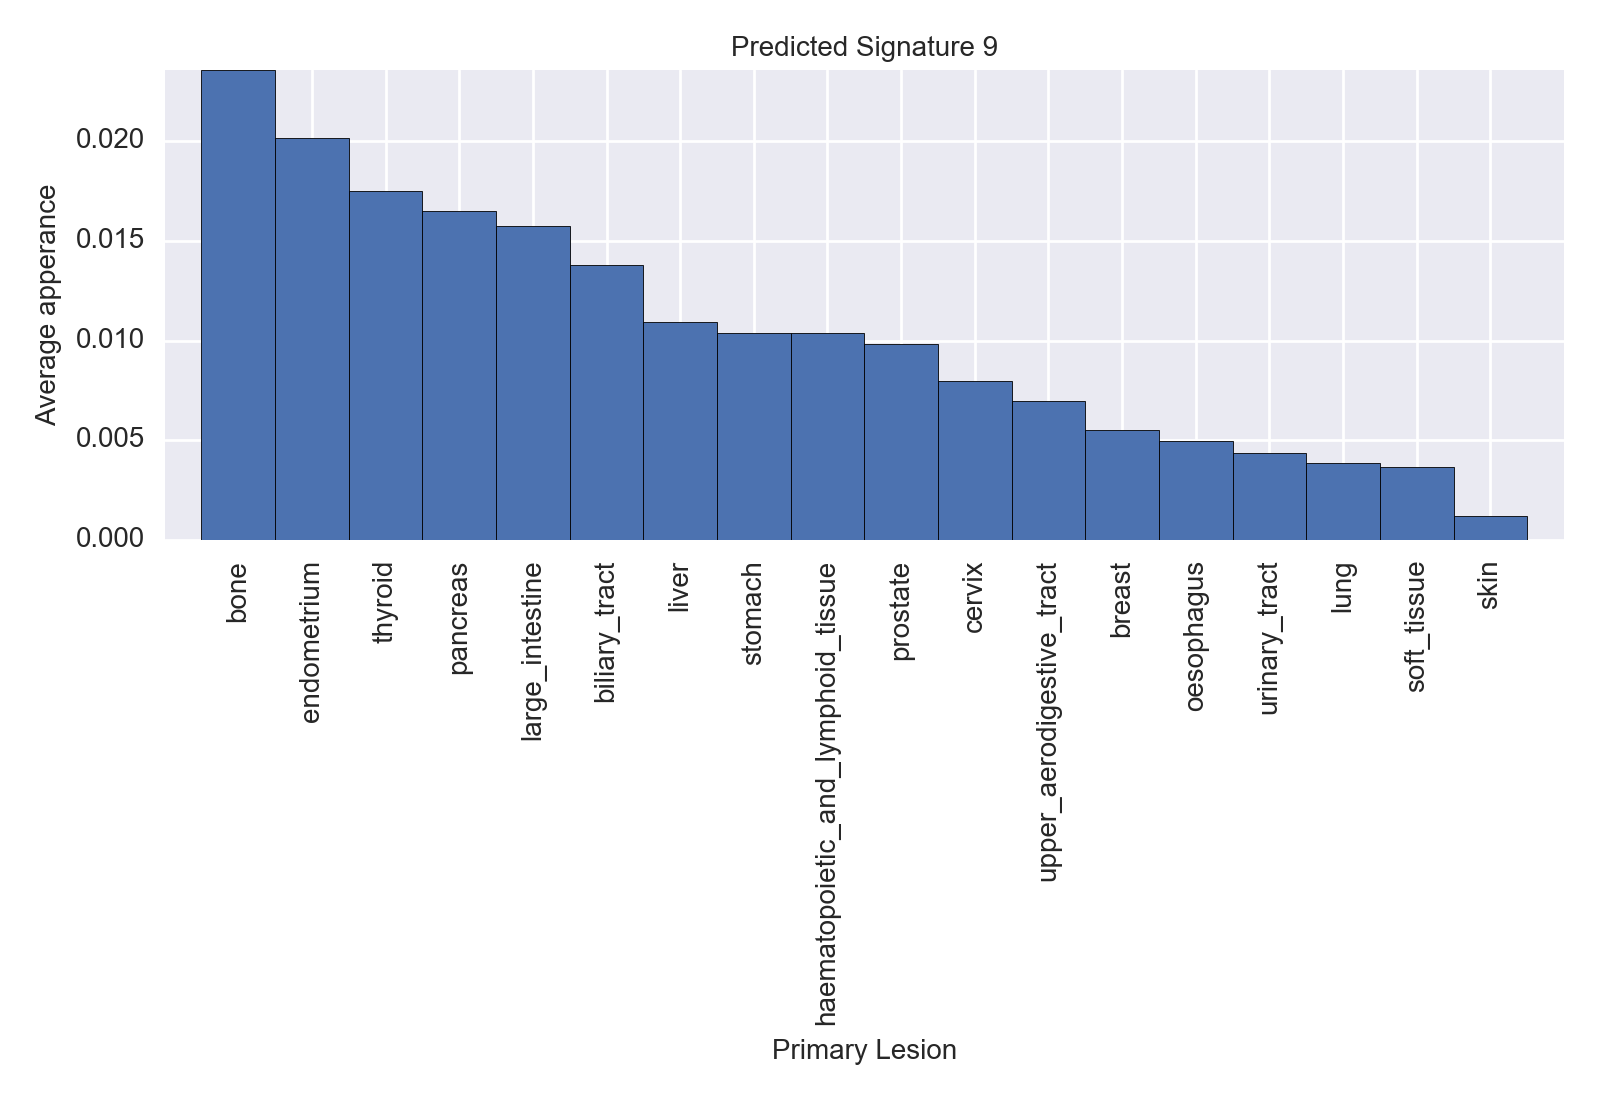 Predicted Signature 9
Average apperance
0.020
0.015
0.010
0.005
0.000
bone
endometrium
thyroid
pancreas
large_intestine
biliary_tract
liver
stomach
haematopoietic_and_lymphoid_tissue
prostate
cervix
upper_aerodigestive_tract
breast
oesophagus
urinary_tract
lung
soft_tissue
skin
Primary Lesion